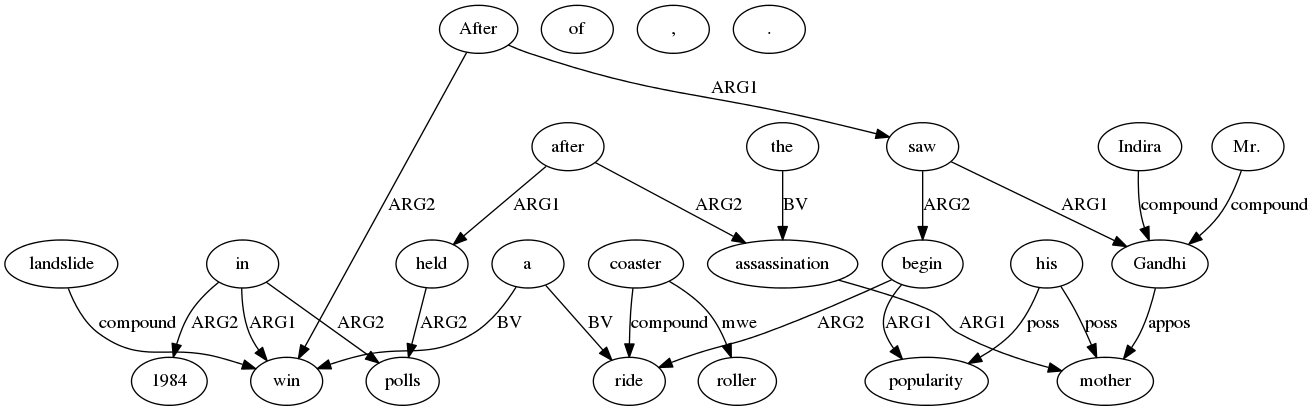 After of , .
ARG1
after the saw Indira Mr.
ARG2 ARG1 ARG2 BV ARG2 ARG1 compound compound
landslide in held a coaster assassination begin his Gandhi
compound ARG2 ARG1 ARG2 ARG2 BV BV compound mwe ARG2 ARG1 ARG1 poss poss appos
1984 win polls ride roller popularity mother